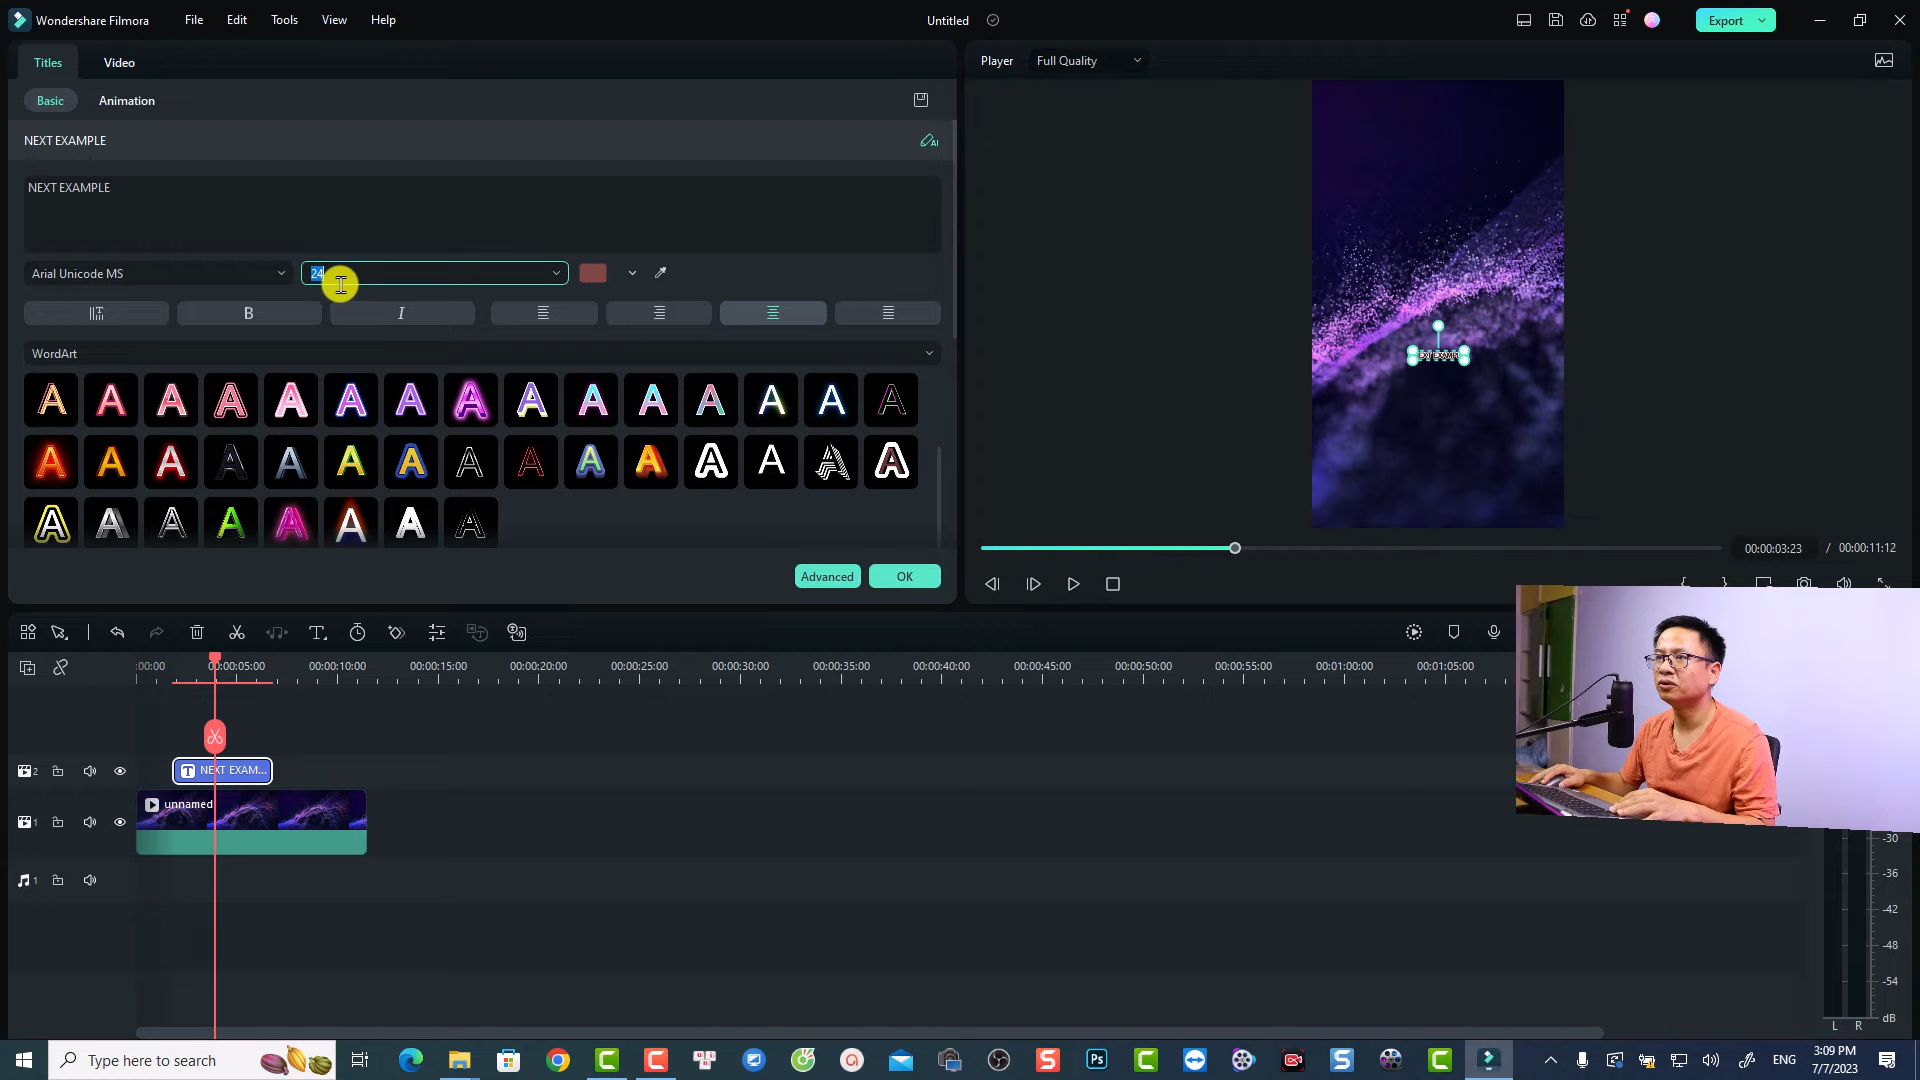 Wondershare Filmora File Edit Tools View Help Untitled Export
Titles Video
Player Full Quality
Basic Animation
NEXT EXAMPLE
AI
NEXT EXAMPLE
Arial Unicode MS 24
B I
WordArt
Advanced OK
00:00:03:23 / 00:00:11:12
:00:00 00:00:05:00 00:00:10:00 00:00:15:00 00:00:20:00 00:00:25:00 00:00:30:00 00:00:35:00 00:00:40:00 00:00:45:00 00:00:50:00 00:00:55:00 00:01:00:00 00:01:05:00
2 NEXT EXAM...
unnamed
1
-30
-36
1
-42
-48
-54
dB
L R
Type here to search
Ps
ENG
3:09 PM
7/7/2023